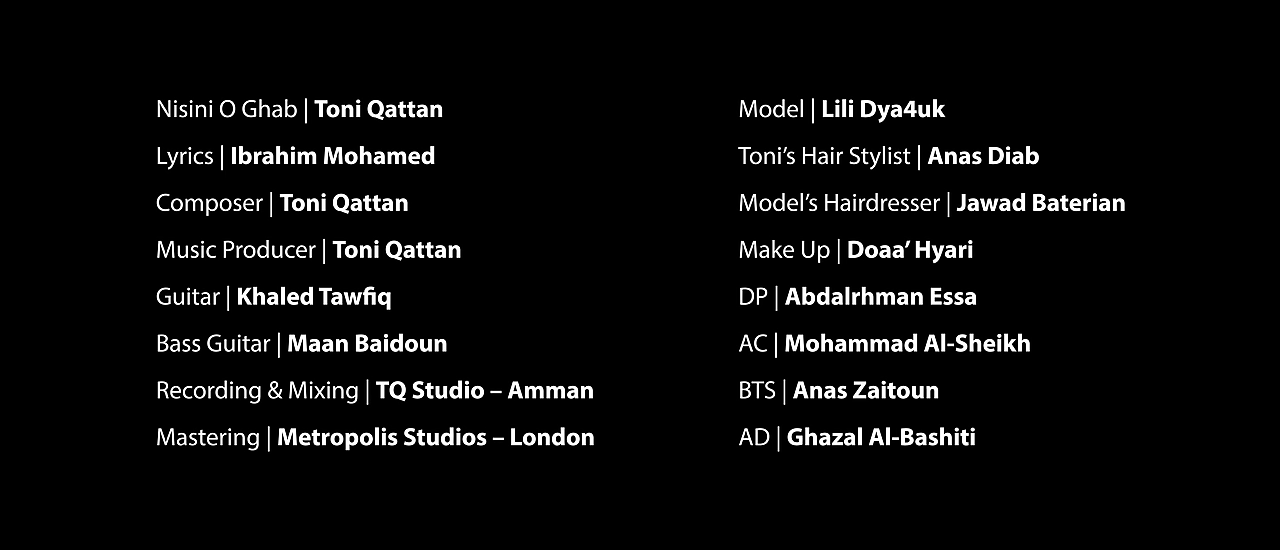 Nisini O Ghab | Toni Qattan
Lyrics | Ibrahim Mohamed
Composer | Toni Qattan
Music Producer | Toni Qattan
Guitar | Khaled Tawfiq
Bass Guitar | Maan Baidoun
Recording & Mixing | TQ Studio – Amman
Mastering | Metropolis Studios – London
Model | Lili Dya4uk
Toni’s Hair Stylist | Anas Diab
Model’s Hairdresser | Jawad Baterian
Make Up | Doaa’ Hyari
DP | Abdalrhman Essa
AC | Mohammad Al-Sheikh
BTS | Anas Zaitoun
AD | Ghazal Al-Bashiti